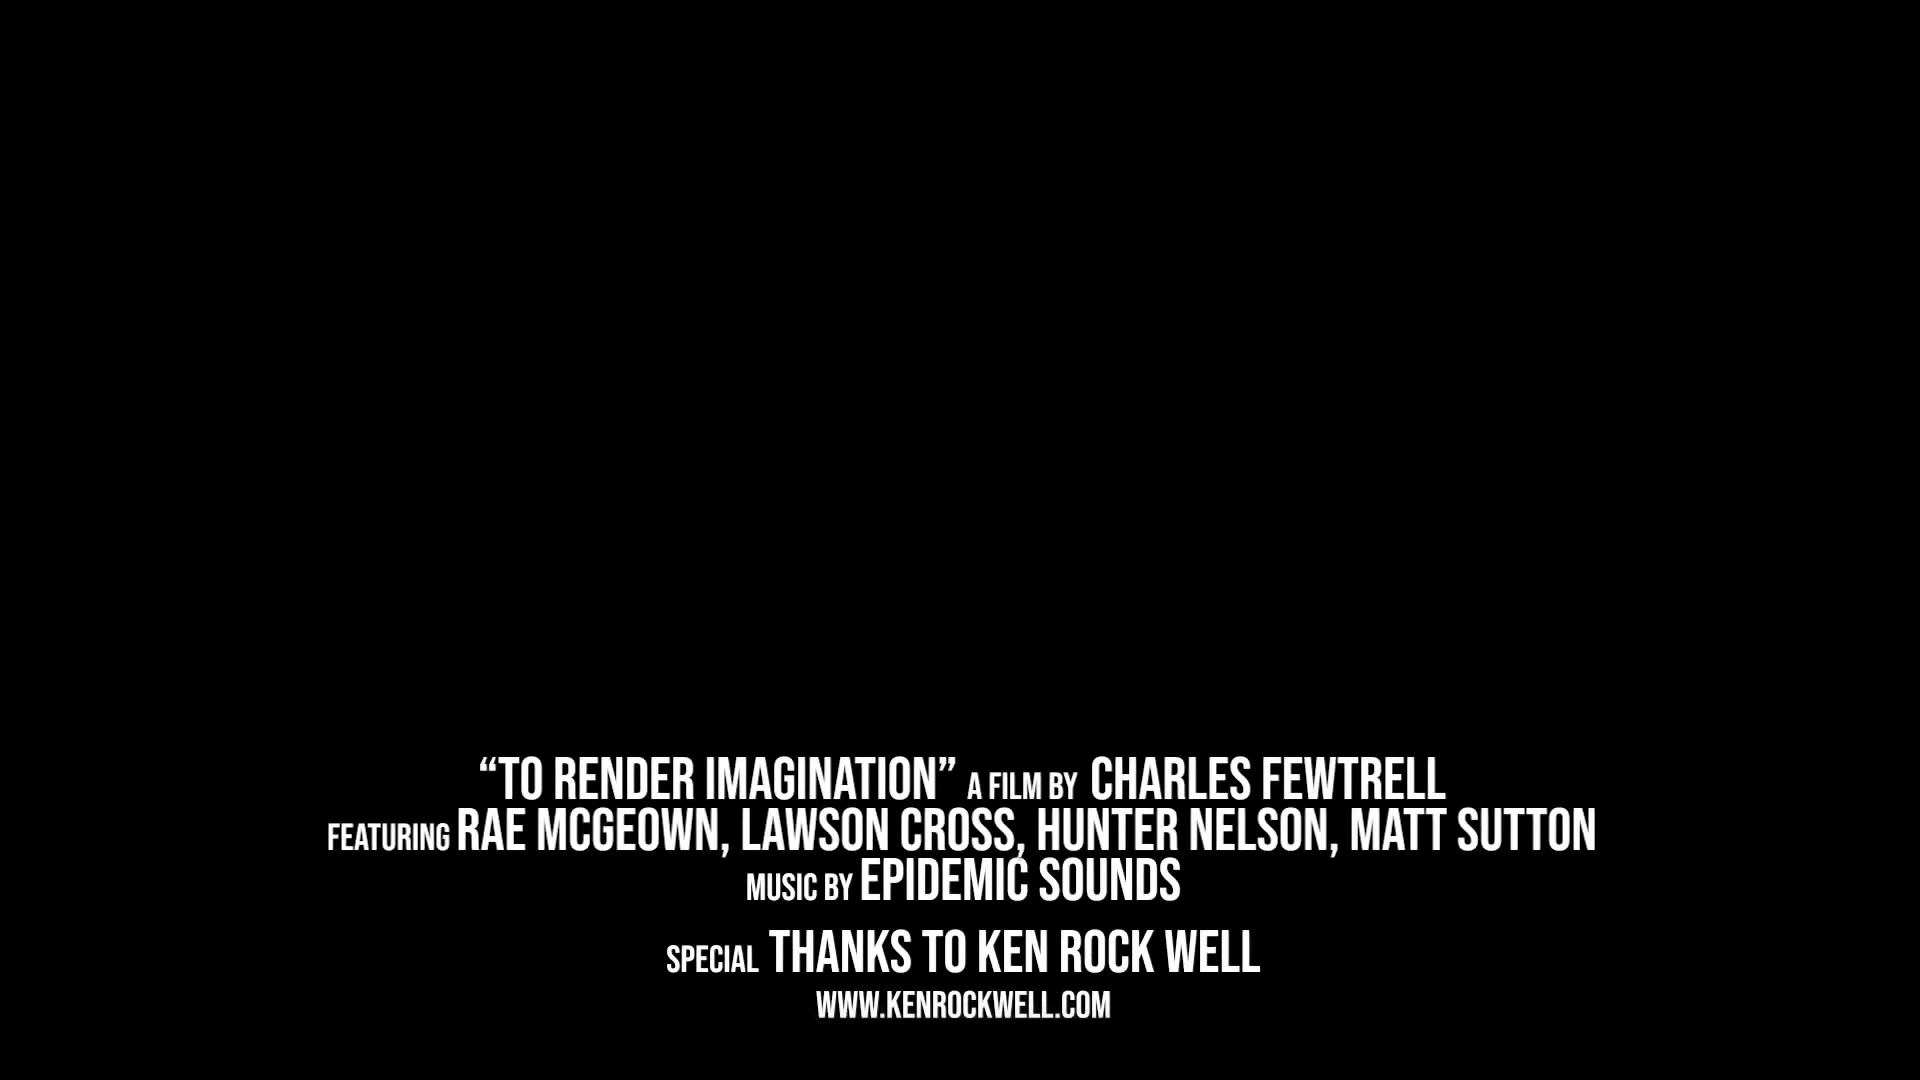 “TO RENDER IMAGINATION” A FILM BY CHARLES FEWTRELL
FEATURING RAE MCGEOWN, LAWSON CROSS, HUNTER NELSON, MATT SUTTON
MUSIC BY EPIDEMIC SOUNDS
SPECIAL THANKS TO KEN ROCK WELL
WWW.KENROCKWELL.COM